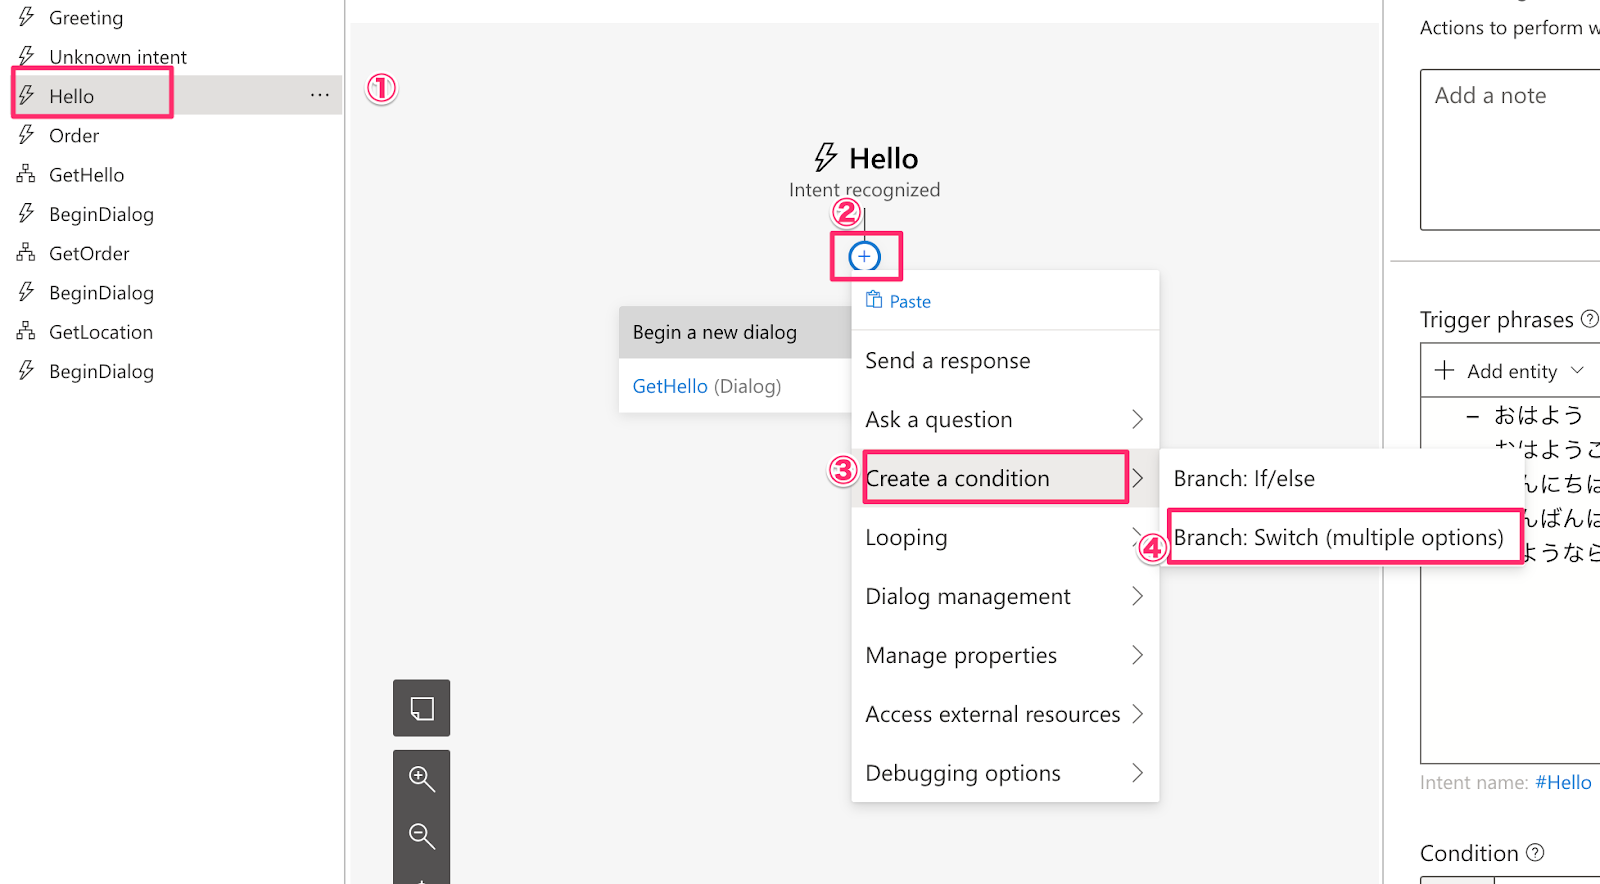 Greeting
Unknown intent
Hello
Order
GetHello
BeginDialog
GetOrder
BeginDialog
GetLocation
BeginDialog
①
Hello
Intent recognized
②
Paste
Begin a new dialog
GetHello (Dialog)
Send a response
Ask a question
③
Create a condition
Branch: If/else
Looping
④
Branch: Switch (multiple options)
Dialog management
Manage properties
Access external resources
Debugging options
Actions to perform w
Add a note
Trigger phrases
Add entity
- おはよう
おはようご
んにちは
んばんは
ようなら
Intent name: #Hello
Condition